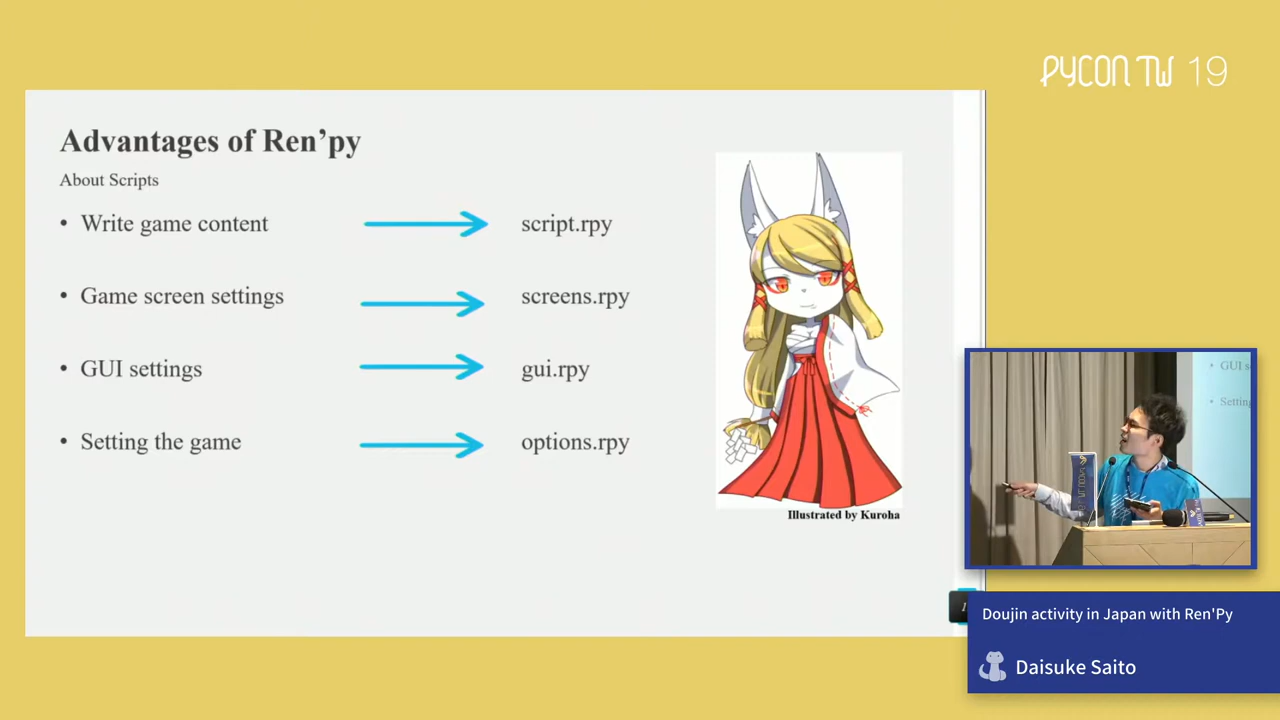 PYCON TW 19
Advantages of Ren'py
About Scripts
• Write game content script.rpy
• Game screen settings screens.rpy
• GUI settings gui.rpy
• Setting the game options.rpy
Illustrated by Kuroha
• GUI s
• Setting
Doujin activity in Japan with Ren'Py
Daisuke Saito